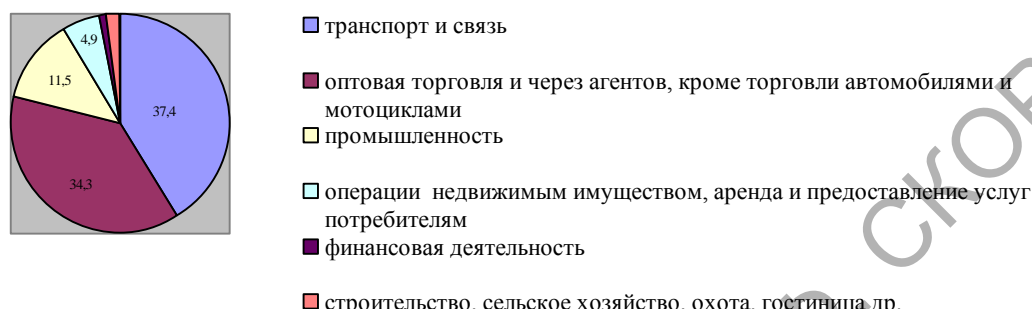 4,9
11,5
37,4
34,3
транспорт и связь
оптовая торговля и через агентов, кроме торговли автомобилями и
мотоциклами
промышленность
операции недвижимым имуществом, аренда и предоставление услуг
потребителям
финансовая деятельность
строительство, сельское хозяйство, охота, гостиница др.
СКОР